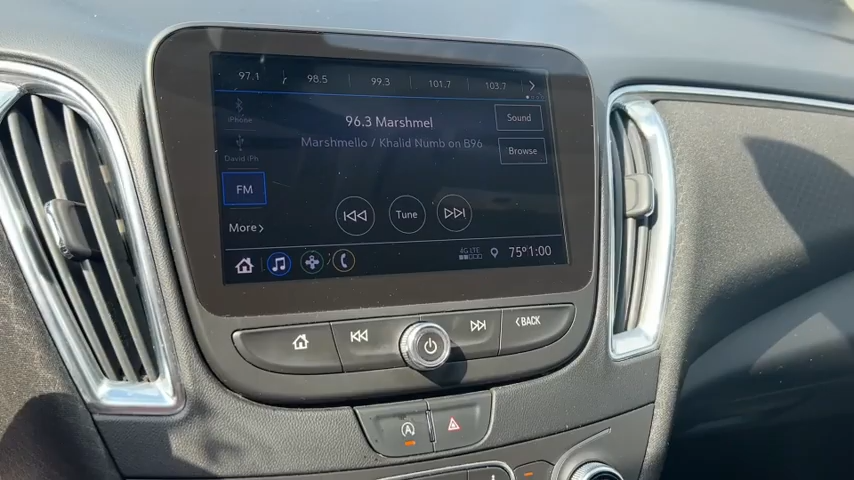 97.1 98.5 99.3 101.7 103.7
iPhone
96.3 Marshmel
Sound
Marshmello / Khalid Numb on B96
Browse
David iPh
FM
Tune
More
4G LTE
75° 1:00
BACK
A